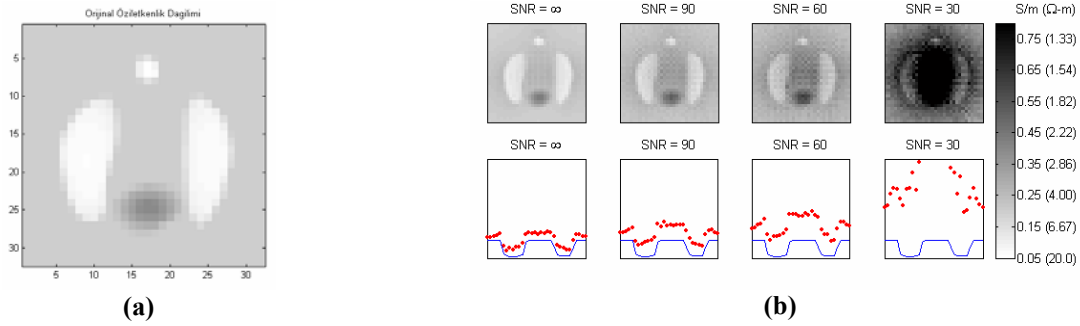 Orijinal Öziletkenlik Dagilimi
5
10
15
20
25
30
5 10 15 20 25 30
(a)
SNR = ∞ SNR = 90 SNR = 60 SNR = 30
SNR = ∞ SNR = 90 SNR = 60 SNR = 30
S/m (Ω-m)
0.75 (1.33)
0.65 (1.54)
0.55 (1.82)
0.45 (2.22)
0.35 (2.86)
0.25 (4.00)
0.15 (6.67)
0.05 (20.0)
(b)